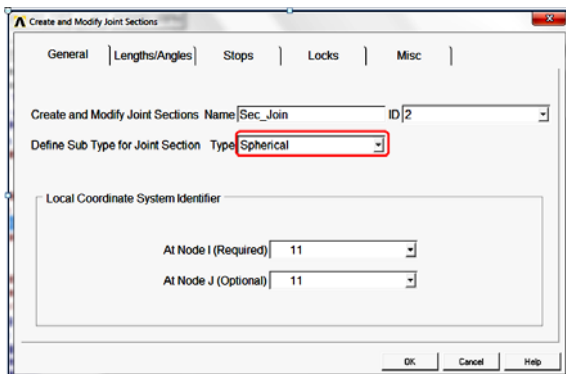 Create and Modify Joint Sections
General Lengths/Angles Stops Locks Misc
Create and Modify Joint Sections Name Sec_Join ID 2
Define Sub Type for Joint Section Type Spherical
Local Coordinate System Identifier
At Node I (Required) 11
At Node J (Optional) 11
OK Cancel Help